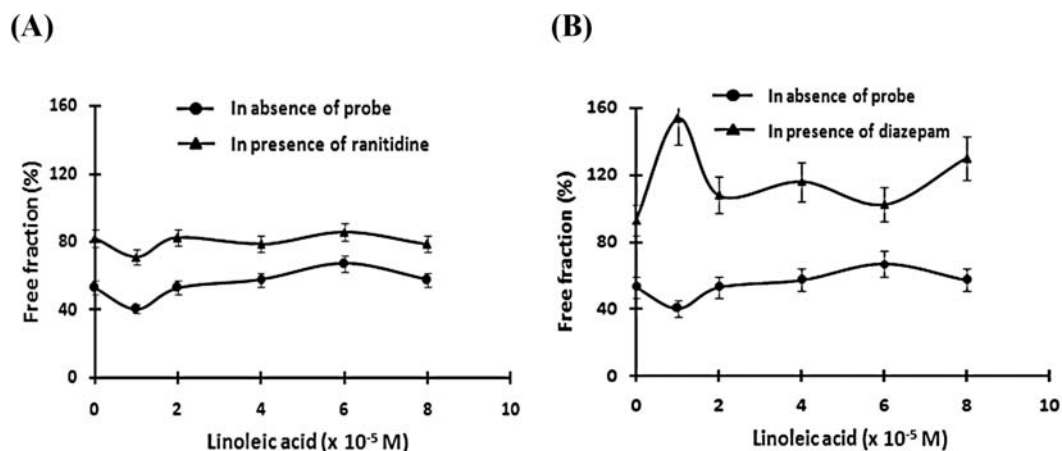 (A)
In absence of probe
In presence of ranitidine
160
120
80
40
0
Free fraction (%)
0 2 4 6 8 10
Linoleic acid (x 10⁻⁵ M)
(B)
In absence of probe
In presence of diazepam
160
120
80
40
0
Free fraction (%)
0 2 4 6 8 10
Linoleic acid (x 10⁻⁵ M)